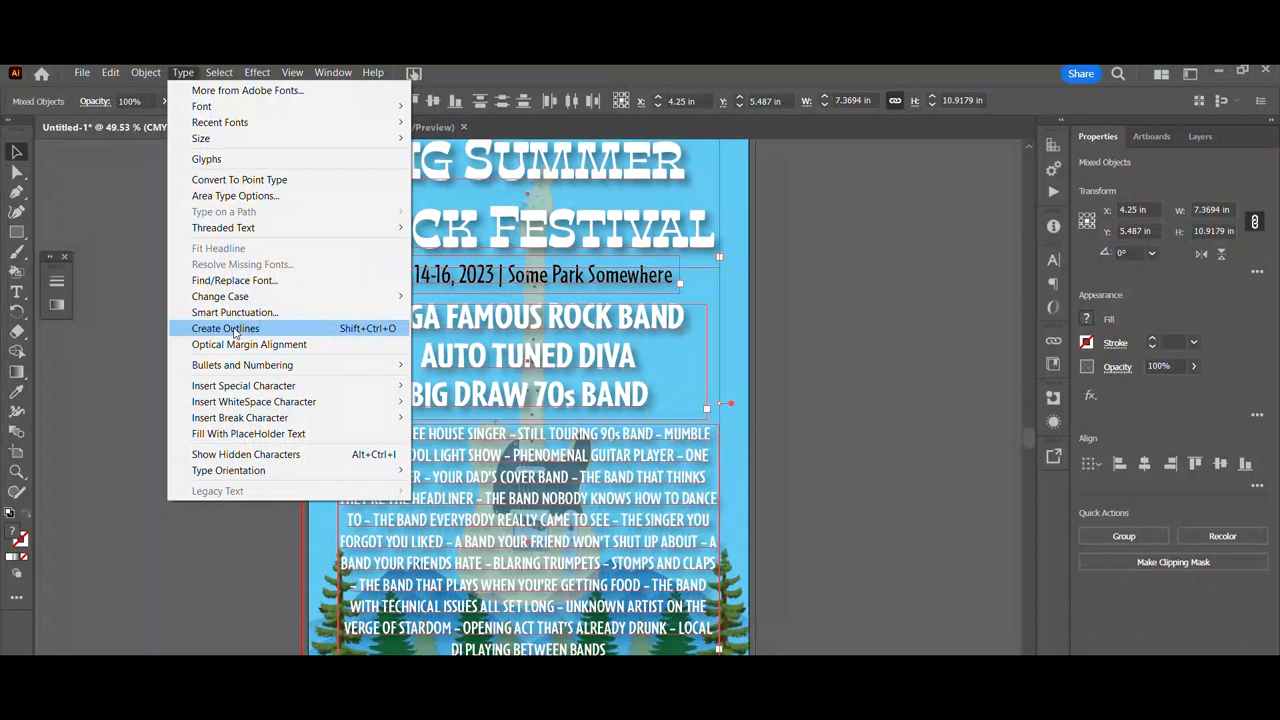 Ai
File Edit Object Type Select Effect View Window Help
Share
Mixed Objects Opacity: 100% X: 4.25 in Y: 5.487 in W: 7.3694 in H: 10.9179 in
Untitled-1* @ 49.53 % (CMY /Preview) ×
More from Adobe Fonts...
Font
Recent Fonts
Size
Glyphs
Convert To Point Type
Area Type Options...
Type on a Path
Threaded Text
Fit Headline
Resolve Missing Fonts...
Find/Replace Font...
Change Case
Smart Punctuation...
Create Outlines Shift+Ctrl+O
Optical Margin Alignment
Bullets and Numbering
Insert Special Character
Insert WhiteSpace Character
Insert Break Character
Fill With PlaceHolder Text
Show Hidden Characters Alt+Ctrl+I
Type Orientation
Legacy Text
IG SUMMER
CK FESTIVAL
14-16, 2023 | Some Park Somewhere
GA FAMOUS ROCK BAND
AUTO TUNED DIVA
BIG DRAW 70s BAND
EE HOUSE SINGER – STILL TOURING 90s BAND – MUMBLE
OOL LIGHT SHOW – PHENOMENAL GUITAR PLAYER – ONE
ER – YOUR DAD'S COVER BAND – THE BAND THAT THINKS
THEY'RE THE HEADLINER – THE BAND NOBODY KNOWS HOW TO DANCE
TO – THE BAND EVERYBODY REALLY CAME TO SEE – THE SINGER YOU
FORGOT YOU LIKED – A BAND YOUR FRIEND WON'T SHUT UP ABOUT – A
BAND YOUR FRIENDS HATE – BLARING TRUMPETS – STOMPS AND CLAPS
– THE BAND THAT PLAYS WHEN YOU'RE GETTING FOOD – THE BAND
WITH TECHNICAL ISSUES ALL SET LONG – UNKNOWN ARTIST ON THE
VERGE OF STARDOM – OPENING ACT THAT'S ALREADY DRUNK – LOCAL
DJ PLAYING BETWEEN BANDS
Properties Artboards Layers
Mixed Objects
Transform
X: 4.25 in W: 7.3694 in
Y: 5.487 in H: 10.9179 in
0°
Appearance
? Fill
Stroke
Opacity 100%
fx.
Align
Quick Actions
Group Recolor
Make Clipping Mask